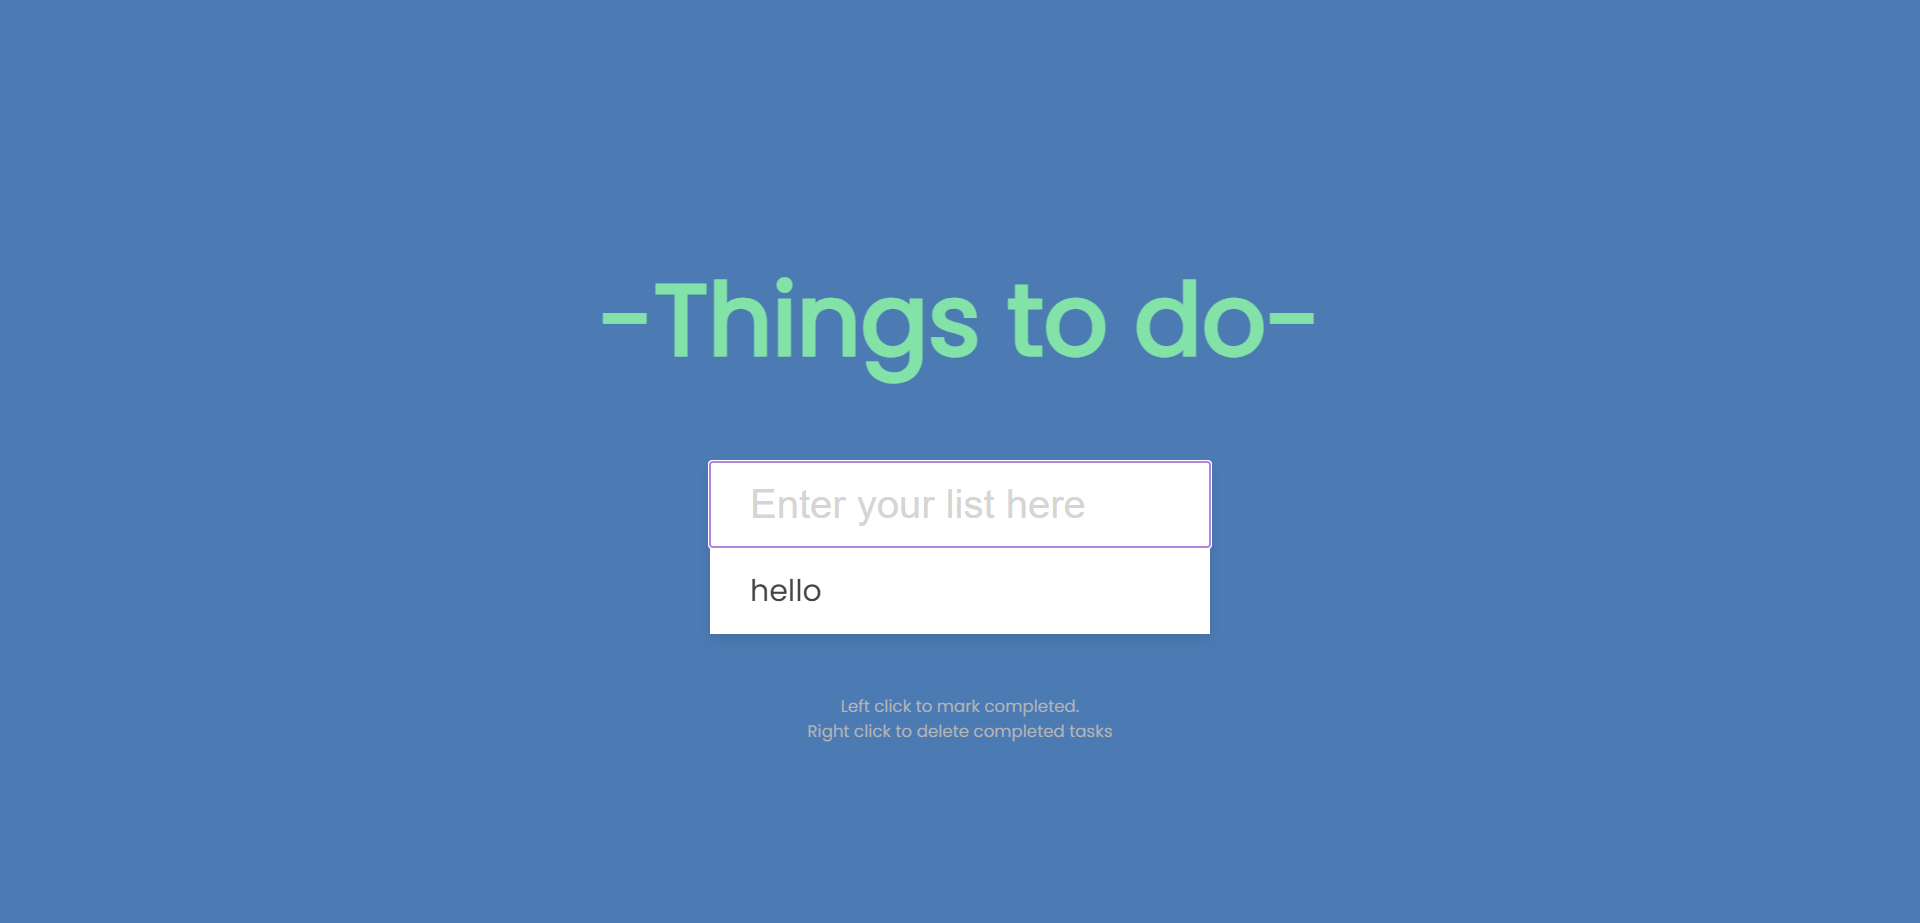 -Things to do-
Enter your list here
hello
Left click to mark completed.
Right click to delete completed tasks